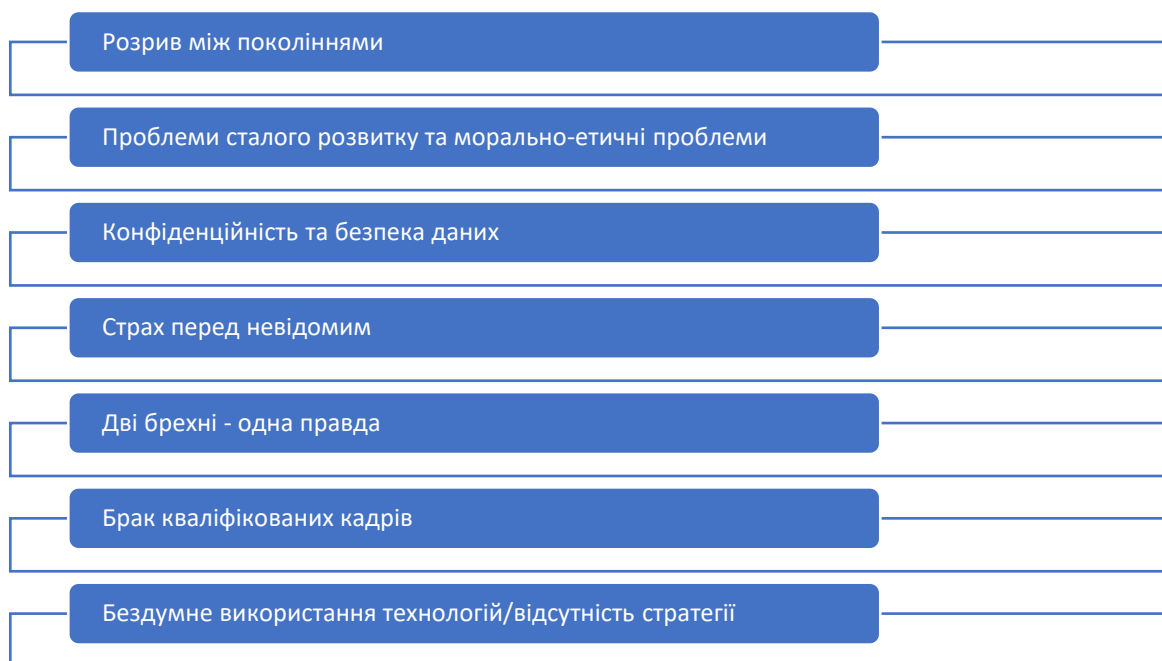 Розрив між поколіннями
Проблеми сталого розвитку та морально-етичні проблеми
Конфіденційність та безпека даних
Страх перед невідомим
Дві брехні - одна правда
Брак кваліфікованих кадрів
Бездумне використання технологій/відсутність стратегії